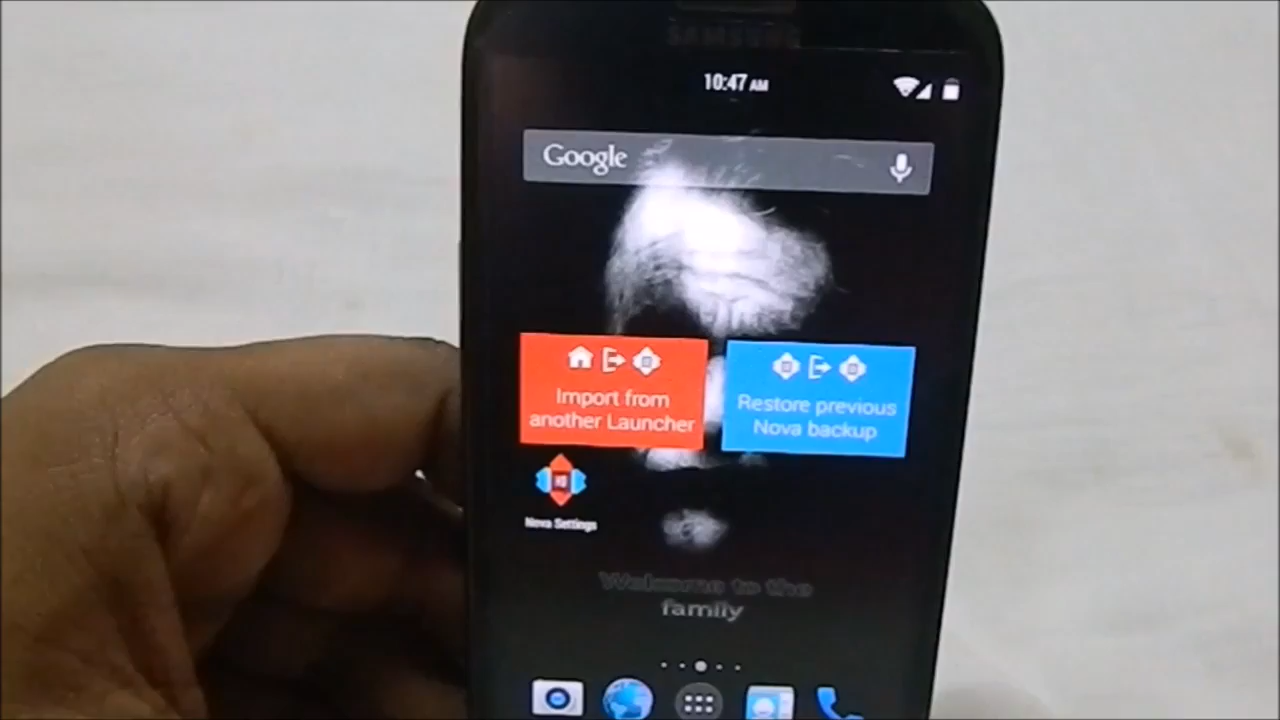 SAMSUNG
10:47 AM
Google
Import from
another Launcher
Restore previous
Nova backup
Nova Settings
Welcome to the
family